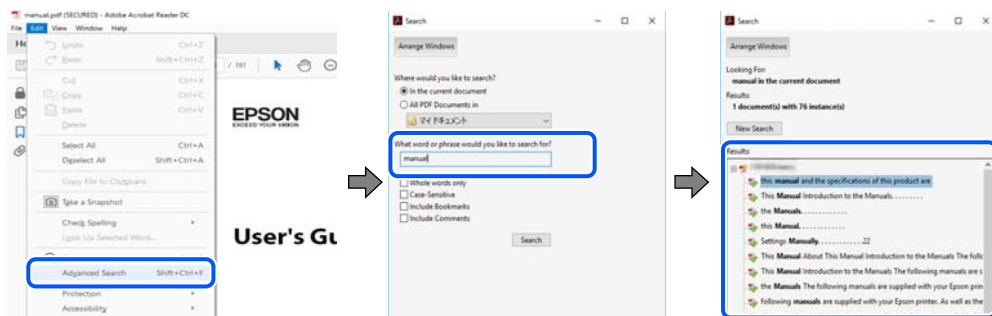 manual.pdf (SECURED) - Adobe Acrobat Reader DC
File Edit View Window Help
Undo Ctrl+Z
Redo Shift+Ctrl+Z
Cut Ctrl+X
Copy Ctrl+C
Paste Ctrl+V
Delete
Select All Ctrl+A
Deselect All Shift+Ctrl+A
Copy File to Clipboard
Take a Snapshot
Check Spelling
Look Up Selected Word...
Advanced Search Shift+Ctrl+F
Protection
Accessibility
/ 191
EPSON
EXCEED YOUR VISION
User's Gu
Search
Arrange Windows
Where would you like to search?
In the current document
All PDF Documents in
マイ ドキュメント
What word or phrase would you like to search for?
manual
Whole words only
Case-Sensitive
Include Bookmarks
Include Comments
Search
Search
Arrange Windows
Looking For:
manual in the current document
Results:
1 document(s) with 76 instance(s)
New Search
Results:
this manual and the specifications of this product are
This Manual Introduction to the Manuals. . . . . . . . .
the Manuals. . . . . . . . . . . . .
this Manual. . . . . . . . . . . . .
Settings Manually. . . . . . . . . . . . .22
This Manual About This Manual Introduction to the Manuals The follo
This Manual Introduction to the Manuals The following manuals are s
the Manuals The following manuals are supplied with your Epson prin
following manuals are supplied with your Epson printer. As well as the